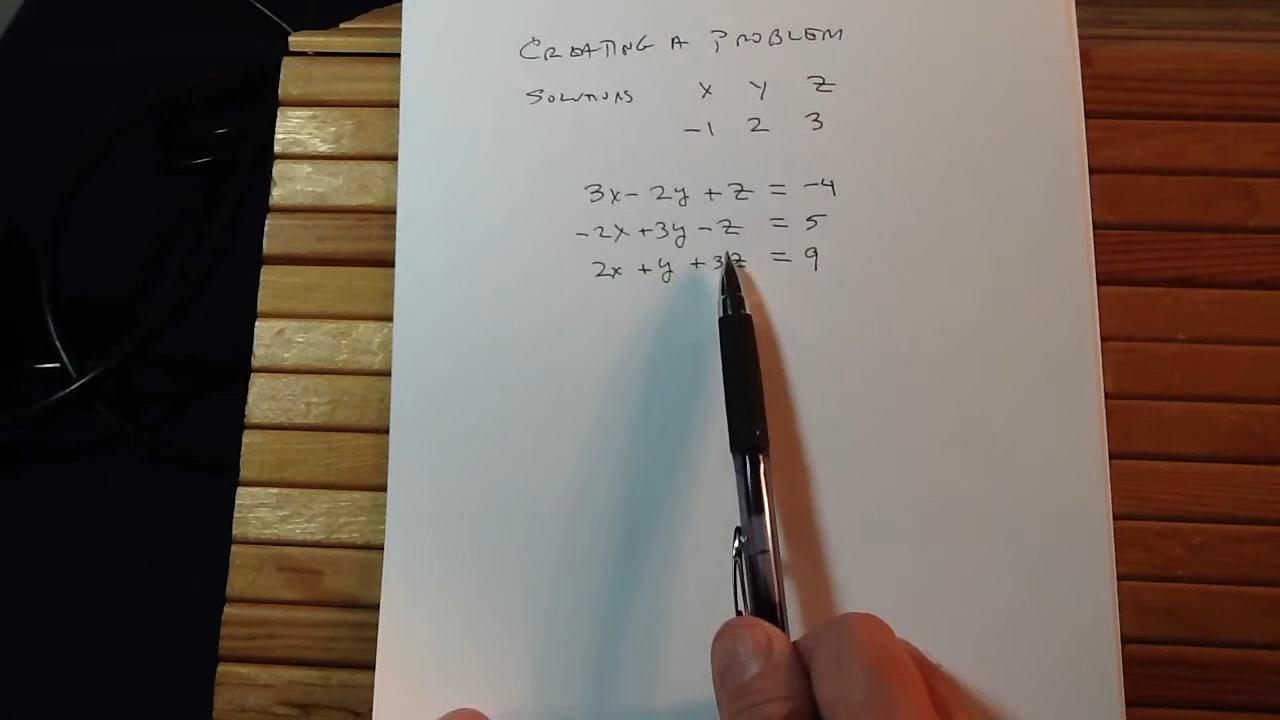 CREATING A PROBLEM
SOLUTIONS X Y Z
-1 2 3
3x - 2y + z = -4
-2x + 3y - z = 5
2x + y + 3z = 9